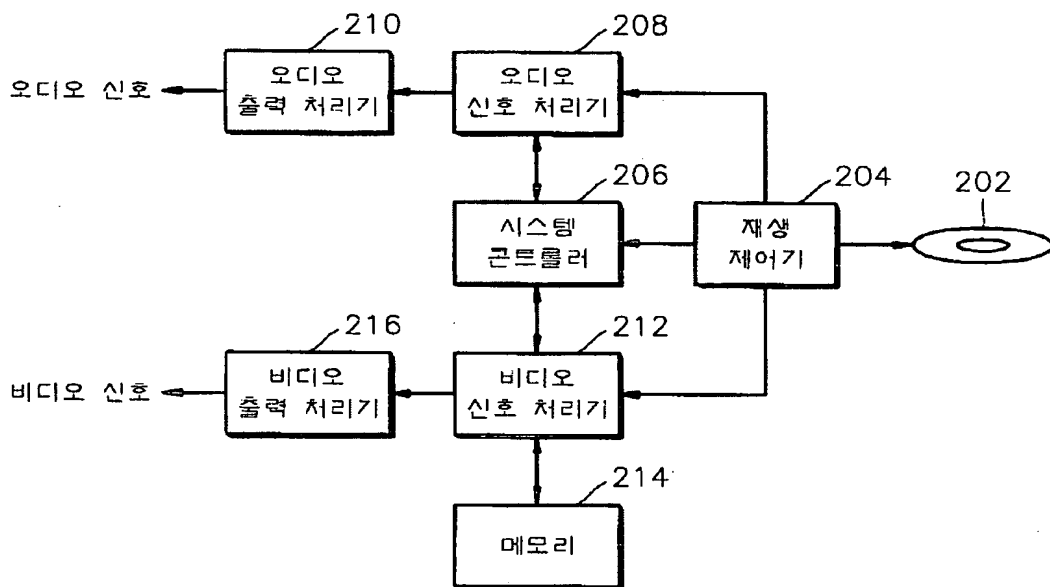 210
208
오디오 신호
오디오
출력 처리기
오디오
신호 처리기
206
204
202
시스템
콘트롤러
재생
제어기
216
212
비디오 신호
비디오
출력 처리기
비디오
신호 처리기
214
메모리